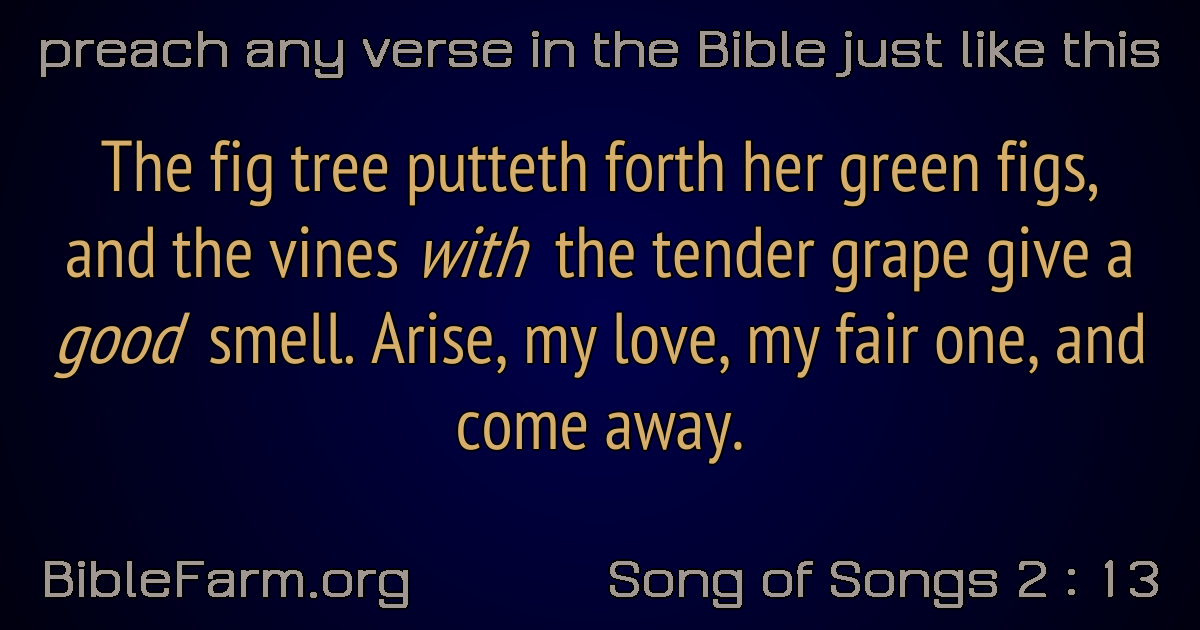 preach any verse in the Bible just like this
The fig tree putteth forth her green figs,
and the vines with the tender grape give a
good smell. Arise, my love, my fair one, and
come away.
BibleFarm.org
Song of Songs 2 : 13